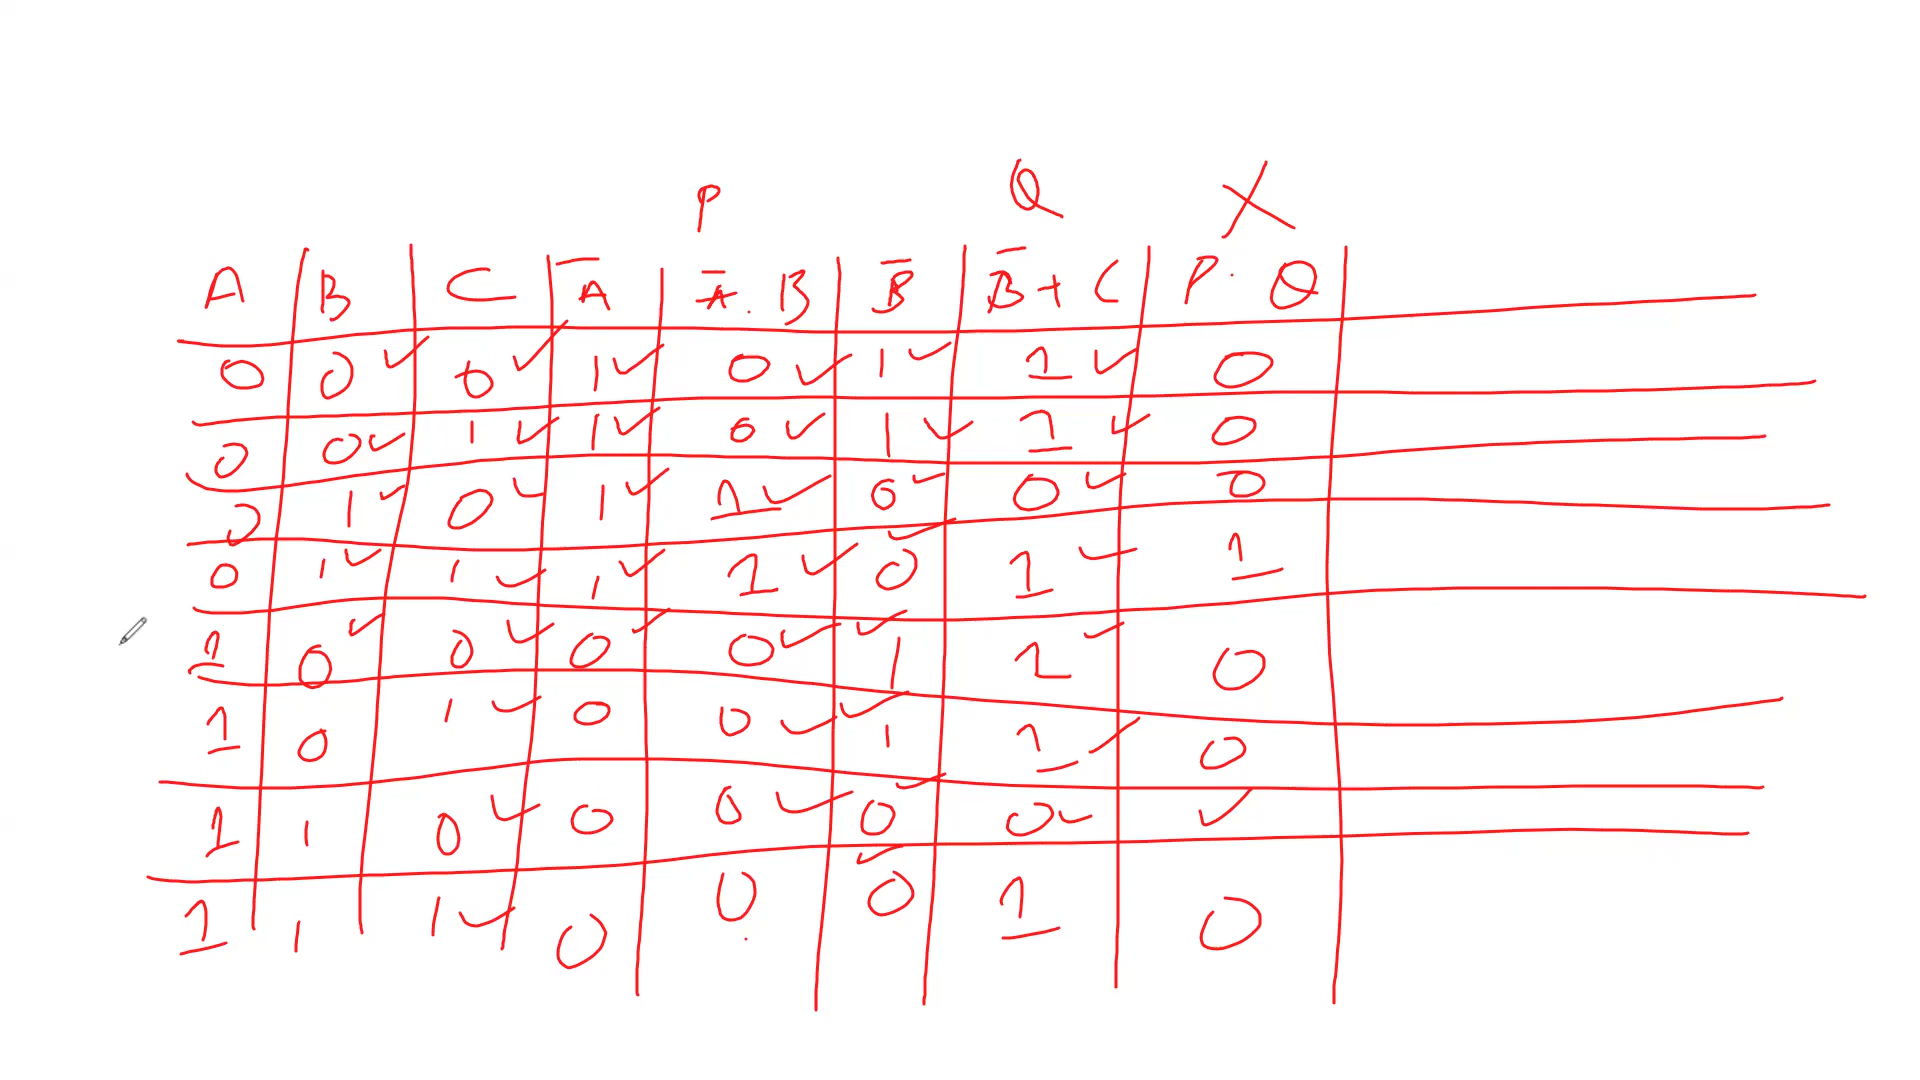 P Q X
A B C A̅ A̅.B B̅ B̅+C P.Q
0 0✓ 0✓ 1✓ 0✓ 1✓ 1✓ 0
0 0✓ 1✓ 1✓ 0✓ 1✓ 1✓ 0
0 1✓ 0✓ 1✓ 1✓ 0✓ 0✓ 0
0 1✓ 1✓ 1✓ 1✓ 0✓ 1✓ 1
1 0✓ 0✓ 0✓ 0✓ 1✓ 1✓ 0
1 0 1✓ 0 0✓ 1✓ 1✓ 0
1 1 0✓ 0 0✓ 0✓ 0✓ ✓
1 1 1✓ 0 0 0✓ 1 0